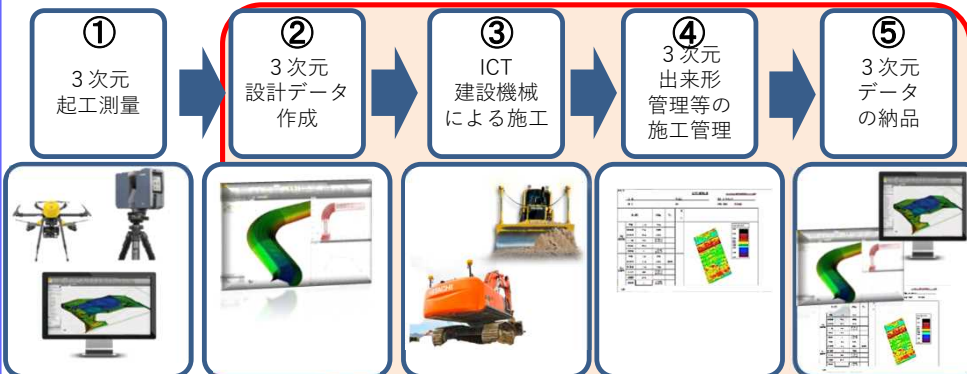 ①
３次元
起工測量
②
３次元
設計データ
作成
③
ICT
建設機械
による施工
④
３次元
出来形
管理等の
施工管理
⑤
３次元
データ
の納品
HITACHI